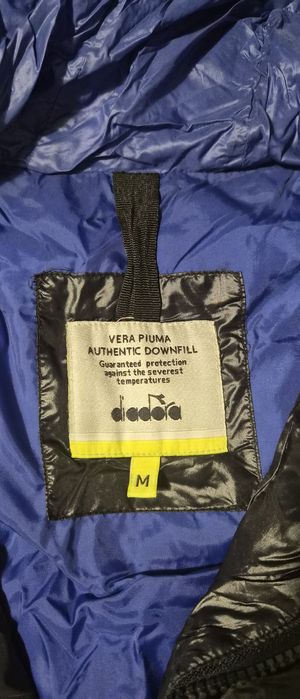 VERA PIUMA
AUTHENTIC DOWNFILL
Guaranteed protection
against the severest
temperatures
diadora
M